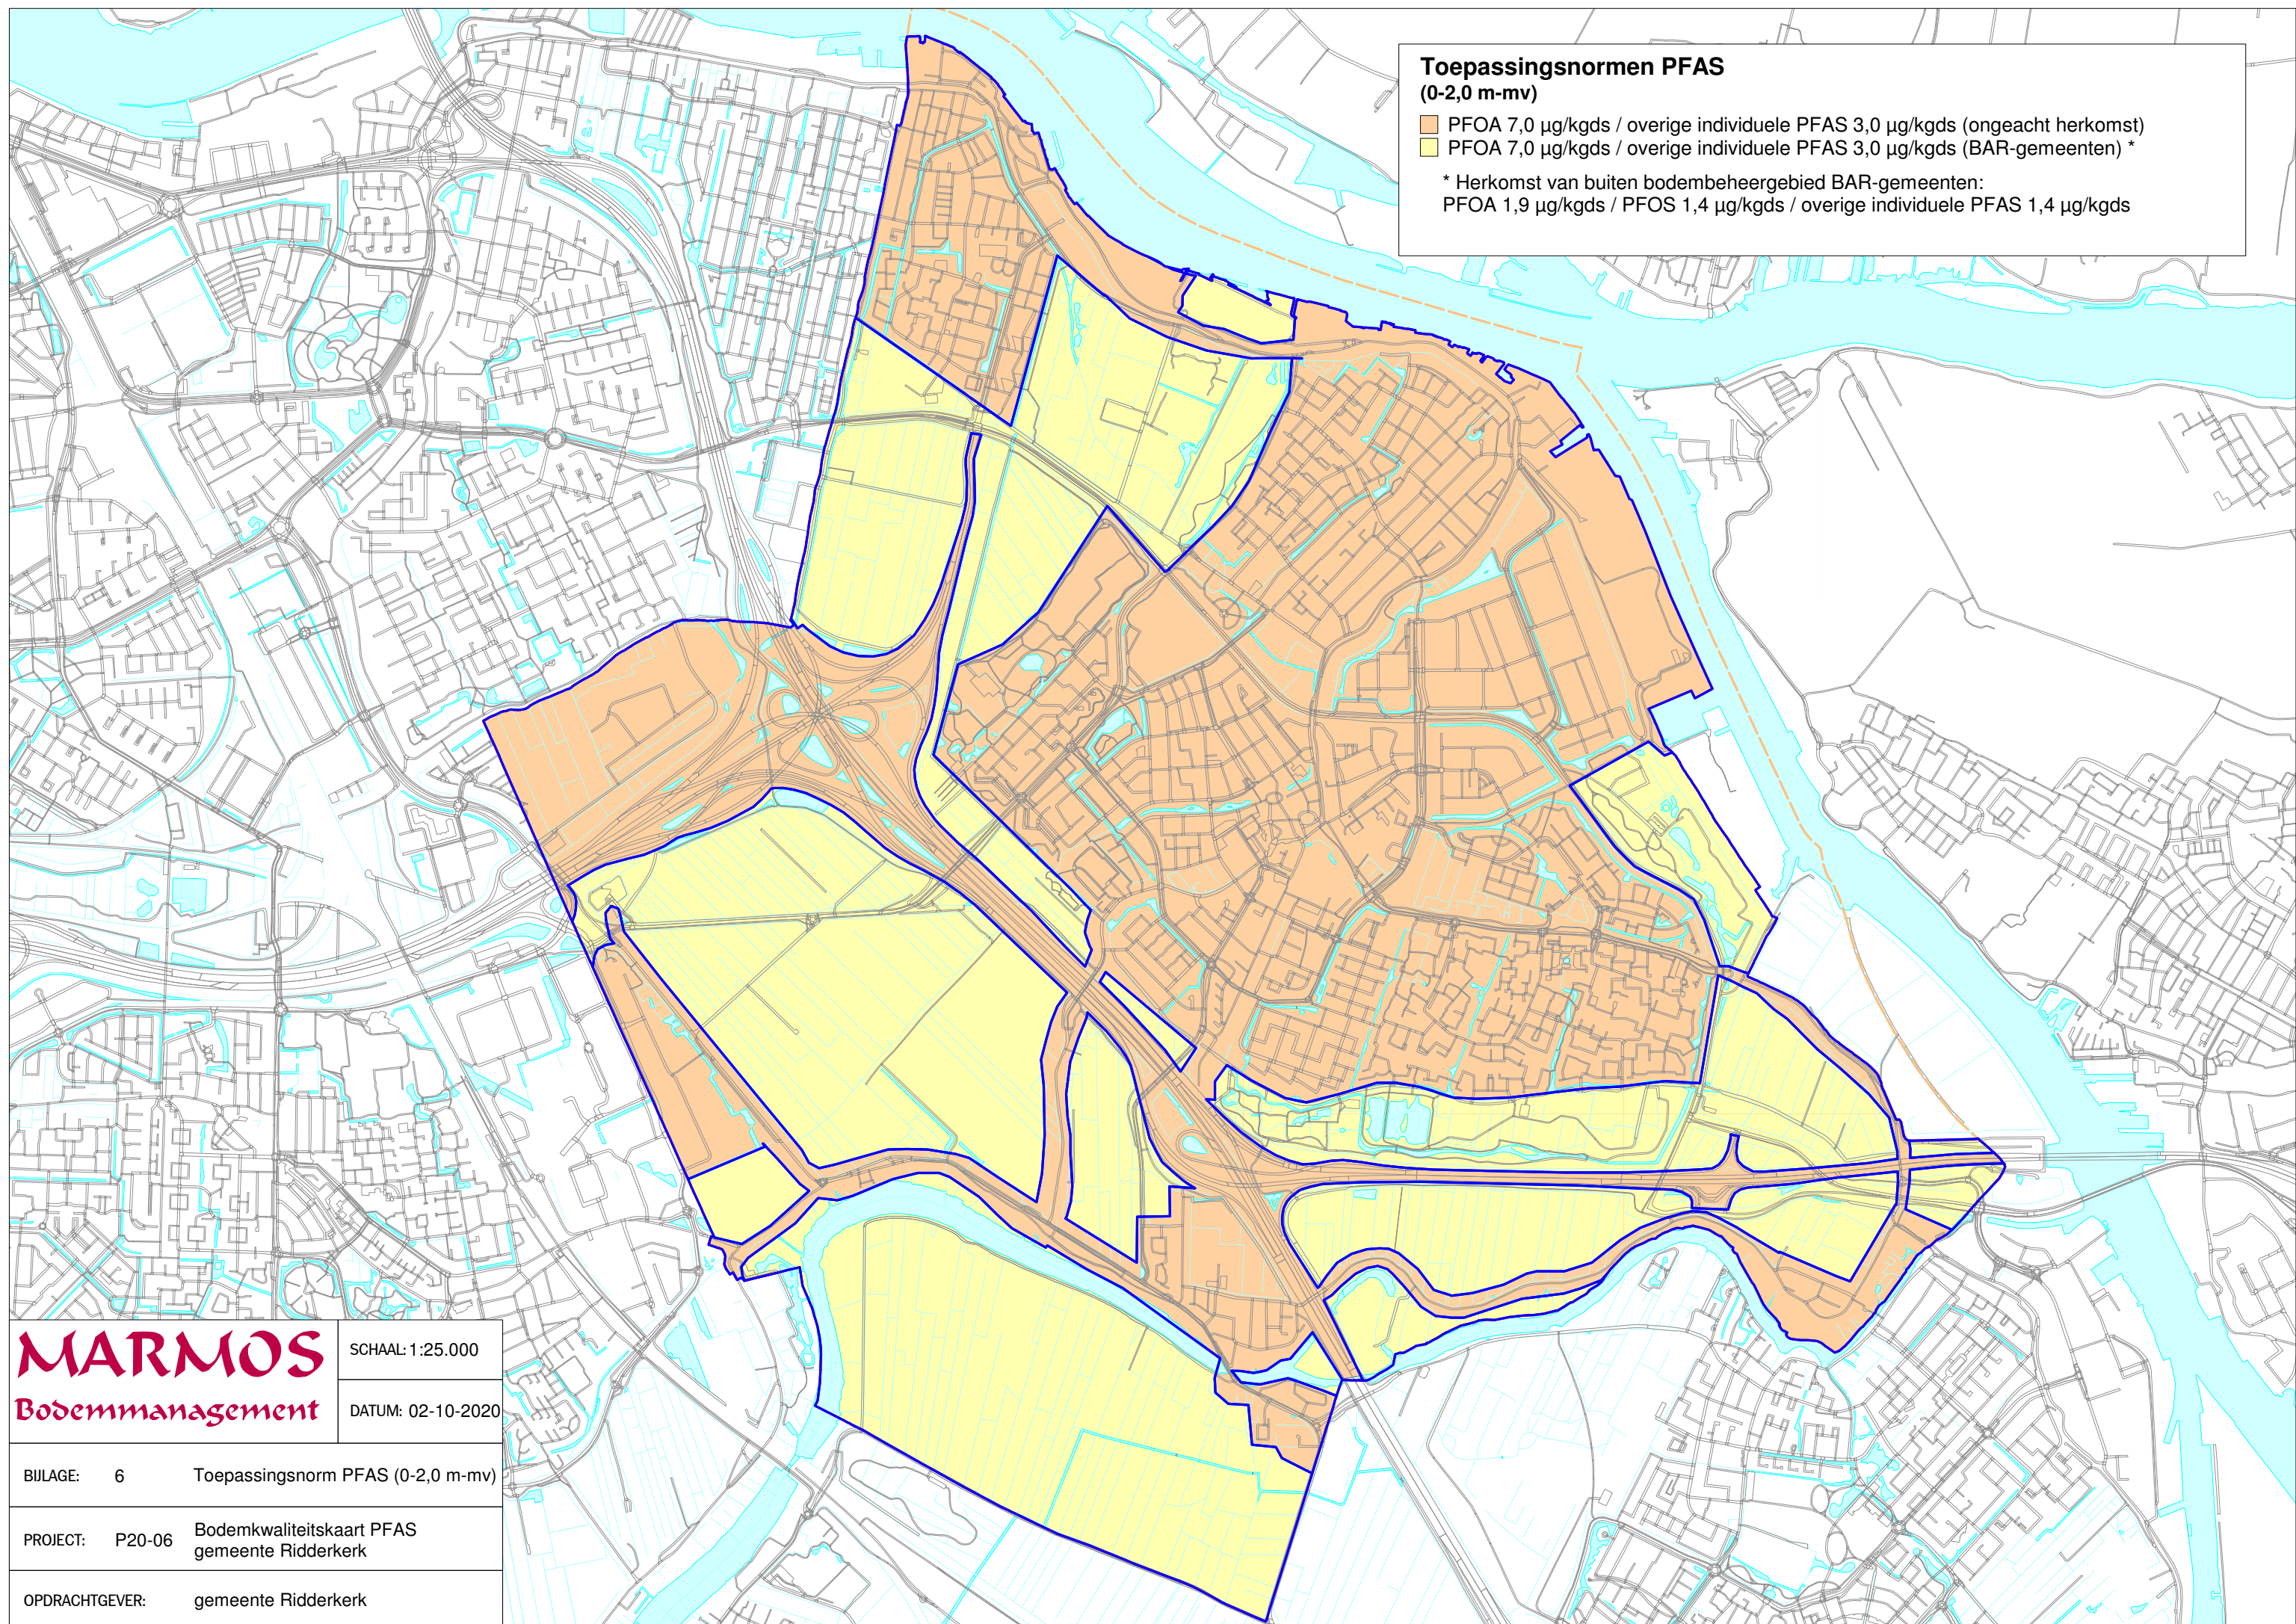 Toepassingsnormen PFAS
(0-2,0 m-mv)
PFOA 7,0 µg/kgds / overige individuele PFAS 3,0 µg/kgds (ongeacht herkomst)
PFOA 7,0 µg/kgds / overige individuele PFAS 3,0 µg/kgds (BAR-gemeenten) *
* Herkomst van buiten bodembeheergebied BAR-gemeenten:
PFOA 1,9 µg/kgds / PFOS 1,4 µg/kgds / overige individuele PFAS 1,4 µg/kgds
MARMOS
Bodemmanagement
SCHAAL: 1:25.000
DATUM: 02-10-2020
BIJLAGE: 6 Toepassingsnorm PFAS (0-2,0 m-mv)
PROJECT: P20-06 Bodemkwaliteitskaart PFAS
gemeente Ridderkerk
OPDRACHTGEVER: gemeente Ridderkerk